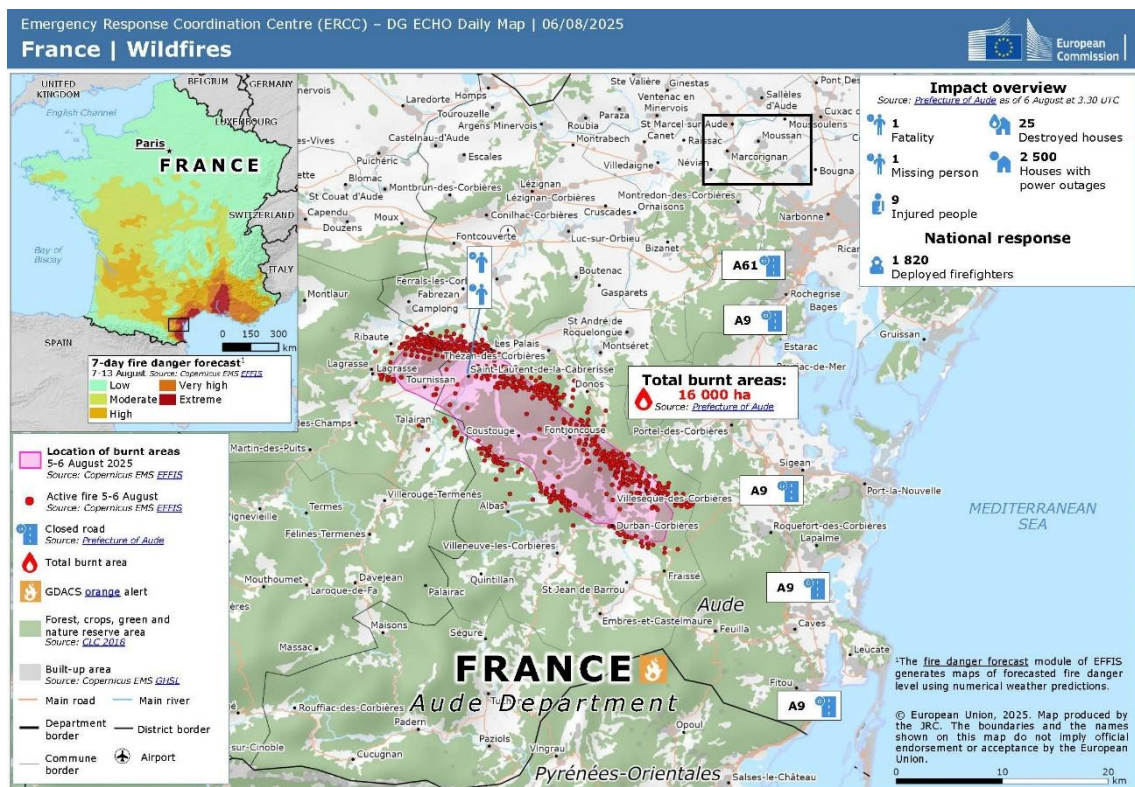 Emergency Response Coordination Centre (ERCC) – DG ECHO Daily Map | 06/08/2025
France | Wildfires
European
Commission
UNITED
KINGDOM
BELGIUM
GERMANY
English Channel
LUXEMBOURG
Paris
FRANCE
SWITZERLAND
Bay of
Biscay
ITALY
SPAIN
0 150 300
km
7-day fire danger forecast¹
7-13 August Source: Copernicus EMS EFFIS
Low
Moderate
High
Very high
Extreme
Location of burnt areas
5-6 August 2025
Source: Copernicus EMS EFFIS
Active fire 5-6 August
Source: Copernicus EMS EFFIS
Closed road
Source: Prefecture of Aude
Total burnt area
GDACS orange alert
Forest, crops, green and
nature reserve area
Source: CLC 2018
Built-up area
Source: Copernicus EMS GHSL
Main road
Main river
Department
border
District border
Commune
border
Airport
Impact overview
Source: Prefecture of Aude as of 6 August at 3.30 UTC
1
Fatality
25
Destroyed houses
1
Missing person
2 500
Houses with
power outages
9
Injured people
National response
1 820
Deployed firefighters
Total burnt areas:
16 000 ha
Source: Prefecture of Aude
A61
A9
A9
A9
A9
Ste Valière
Ginestas
Pont Des
Homps
Laredorte
Tourouzelle
Ventenac en
Minervois
Sallèles
d'Aude
Cuxac
Argens Minervois
Paraza
Roubia
St Marcel sur Aude
Canet
Raissac
Moussoulens
Moussan
Castelnau d'Aude
Montrabech
Marcorignan
Puichéric
Escales
Villedaigne
Névian
Bougna
Blomac
Montbrun-des-Corbières
Lézignan
Montredon-des-Corbières
St Couat d'Aude
Lézignan-Corbières
Ornaisons
Capendu
Moux
Conilhac-Corbières
Cruscades
Narbonne
Douzens
Fontcouverte
Luc-sur-Orbieu
Bizanet
Ferrals-les-Cor
Boutenac
Montlaur
Fabrezan
Camplong
Gasparets
Rochegrise
Bages
Gruissan
St André de
Roquelongue
Estarac
Ribaute
Les Palais
Montséret
-de-Mer
Thézan-des-Corbières
Lagrasse
Lagrasse
Saint-Laurent-de-la-Cabrerisse
Tournissan
Donos
-des-Champs
Talairan
Coustouge
Fontjoncouse
Portel-des-Corbières
Martin-des-Puits
Sigean
Villerouge-Termenès
Villesèque-des-Corbières
Port-la-Nouvelle
Vignevieille
Termes
Albas
Durban-Corbières
Roquefort-des-Corbières
Lapalme
Félines-Termenès
Villeneuve-les-Corbières
Mouthoumet
Davejean
Quintillan
Fraissé
Laroque-de-Fa
Palairac
St Jean de Barrou
Aude
Maisons
Embres-et-Castelmaure
Caves
Ségure
Feuilla
Massac
Leucate
FRANCE
Aude Department
Fitou
Rouffiac-des-Corbières
Padern
Opoul
-sur-Cinoble
Paziols
Cucugnan
Vingrau
Pyrénées-Orientales
Salses-le-Château
MEDITERRANEAN
SEA
¹The fire danger forecast module of EFFIS
generates maps of forecasted fire danger
level using numerical weather predictions.
© European Union, 2025. Map produced by
the JRC. The boundaries and the names
shown on this map do not imply official
endorsement or acceptance by the European
Union.
0 10 20
km